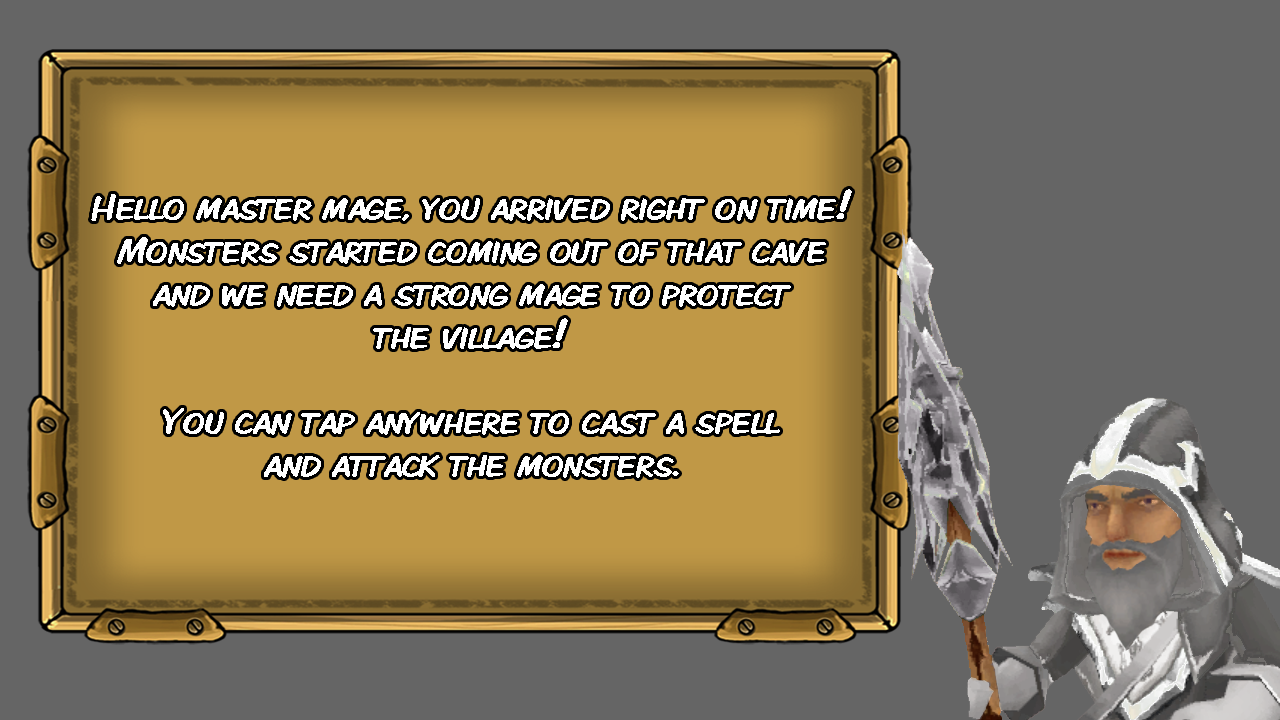 Hello master mage, you arrived right on time!
Monsters started coming out of that cave
and we need a strong mage to protect
the village!
You can tap anywhere to cast a spell
and attack the monsters.